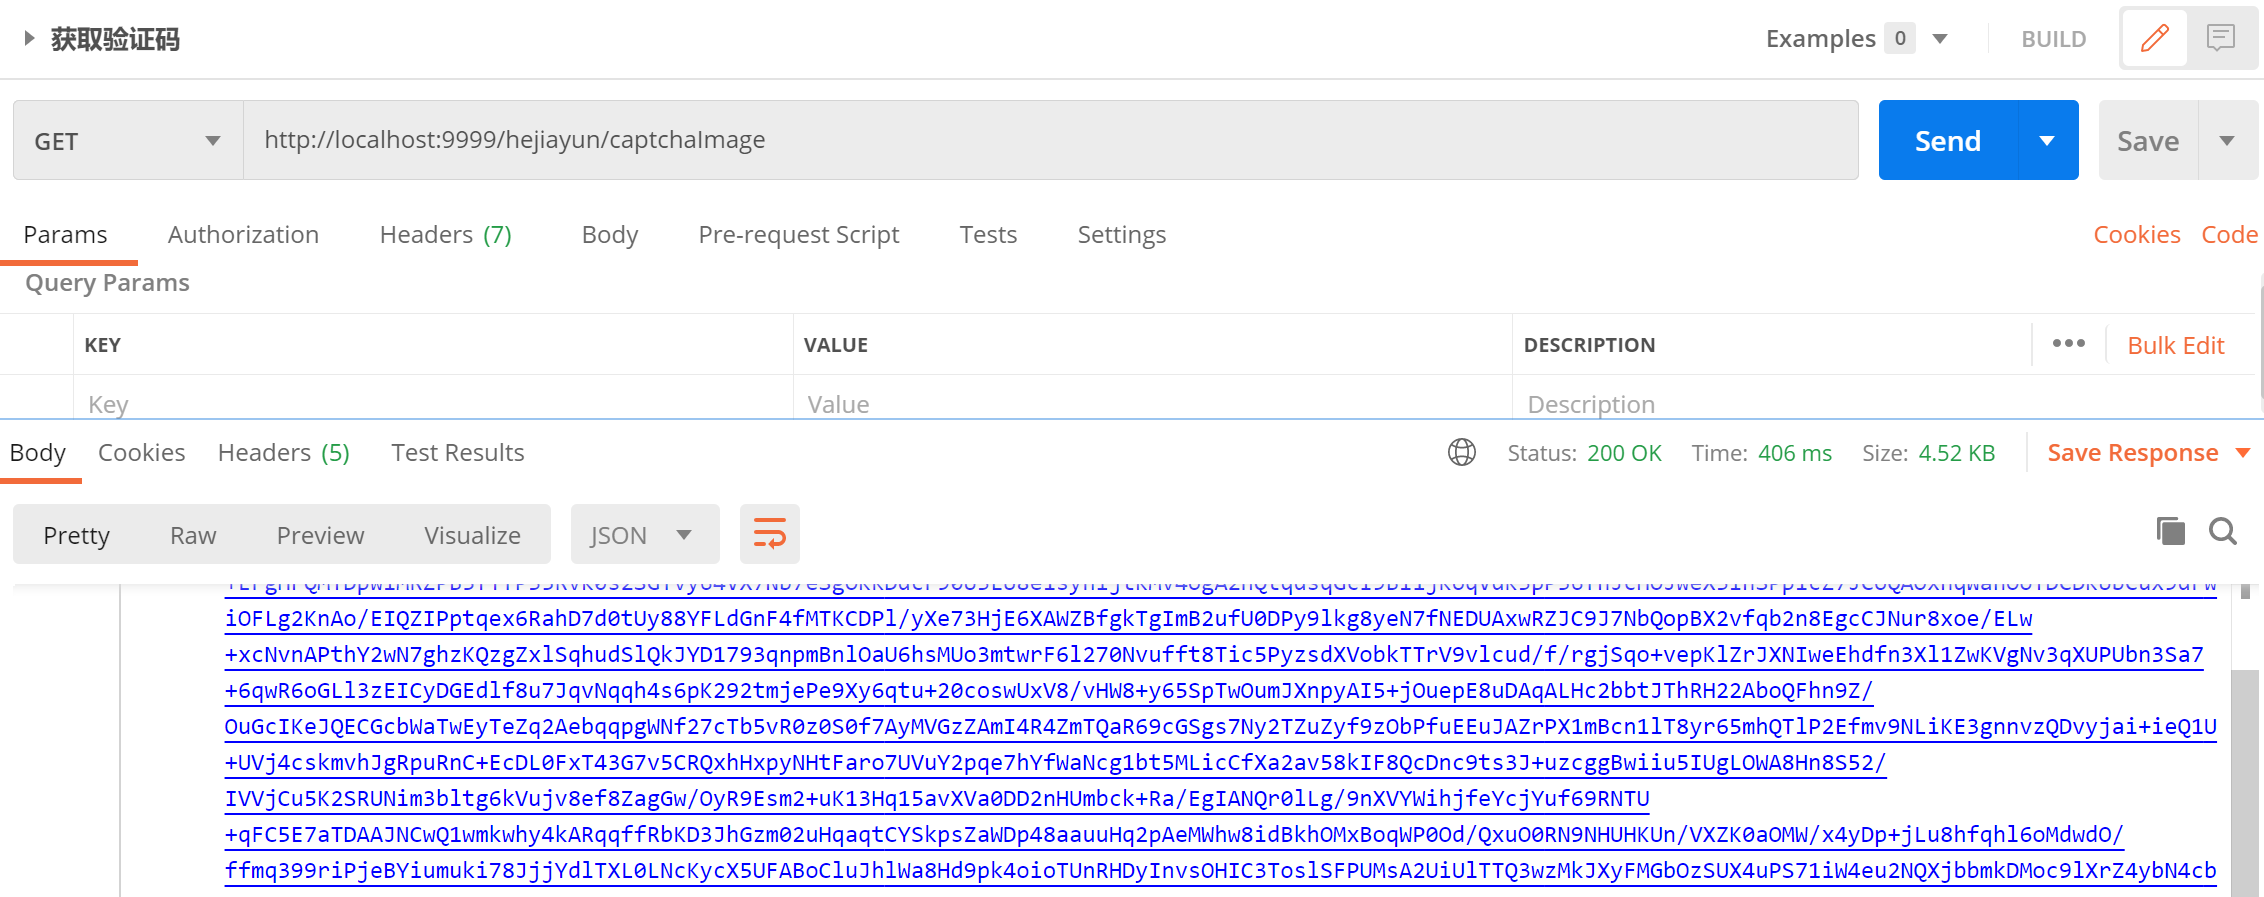 获取验证码
Examples 0
BUILD
GET
http://localhost:9999/hejiayun/captchaImage
Send
Save
Params
Authorization
Headers (7)
Body
Pre-request Script
Tests
Settings
Cookies
Code
Query Params
KEY
VALUE
DESCRIPTION
Bulk Edit
Key
Value
Description
Body
Cookies
Headers (5)
Test Results
Status: 200 OK
Time: 406 ms
Size: 4.52 KB
Save Response
Pretty
Raw
Preview
Visualize
JSON
iOFLg2KnAo/EIQZIPptqex6RahD7d0tUy88YFLdGnF4fMTKCDPl/yXe73HjE6XAWZBfgkTgImB2ufU0DPy9lkg8yeN7fNEDUAxwRZJC9J7NbQopBX2vfqb2n8EgcCJNur8xoe/ELw
+xcNvnAPthY2wN7ghzKQzgZxlSqhudSlQkJYD1793qnpmBnlOaU6hsMUo3mtwrF6l270Nvufft8Tic5PyzsdXVobkTTrV9vlcud/f/rgjSqo+vepKlZrJXNIweEhdfn3Xl1ZwKVgNv3qXUPUbn3Sa7
+6qwR6oGLl3zEICyDGEdlf8u7JqvNqqh4s6pK292tmjePe9Xy6qtu+20coswUxV8/vHW8+y65SpTwOumJXnpyAI5+jOuepE8uDAqALHc2bbtJThRH22AboQFhn9Z/
OuGcIKeJQECGcbWaTwEyTeZq2AebqqpgWNf27cTb5vR0z0S0f7AyMVGzZAmI4R4ZmTQaR69cGSgs7Ny2TZuZyf9zObPfuEEuJAZrPX1mBcn1lT8yr65mhQTlP2Efmv9NLiKE3gnnvzQDvyjai+ieQ1U
+UVj4cskmvhJgRpuRnC+EcDL0FxT43G7v5CRQxhHxpyNHtFaro7UVuY2pqe7hYfWaNcg1bt5MLicCfXa2av58kIF8QcDnc9ts3J+uzcggBwiiu5IUgLOWA8Hn8S52/
IVVjCu5K2SRUNim3bltg6kVujv8ef8ZagGw/OyR9Esm2+uK13Hq15avXVa0DD2nHUmbck+Ra/EgIANQr0lLg/9nXVYWihjfeYcjYuf69RNTU
+qFC5E7aTDAAJNCwQ1wmkwhy4kARqqffRbKD3JhGzm02uHqaqtCYSkpsZaWDp48aauuHq2pAeMWhw8idBkhOMxBoqWP0Od/QxuO0RN9NHUHKUn/VXZK0aOMW/x4yDp+jLu8hfqhl6oMdwdO/
ffmq399riPjeBYiumuki78JjjYdlTXL0LNcKycX5UFABoCluJhlWa8Hd9pk4oioTUnRHDyInvsOHIC3ToslSFPUMsA2UiUlTTQ3wzMkJXyFMGbOzSUX4uPS71iW4eu2NQXjbbmkDMoc9lXrZ4ybN4cb